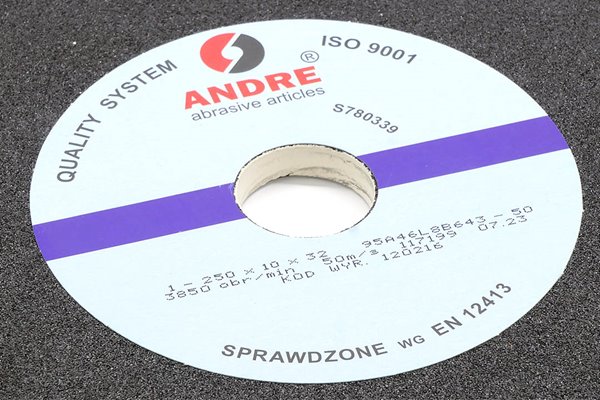 QUALITY SYSTEM
ISO 9001
ANDRE®
abrasive articles
S780339
1 - 250 × 10 × 32 95A46L8B643 - 50
3850 obr/min 50m/s 117199 07.23
KOD WYR. 120216
SPRAWDZONE WG EN 12413